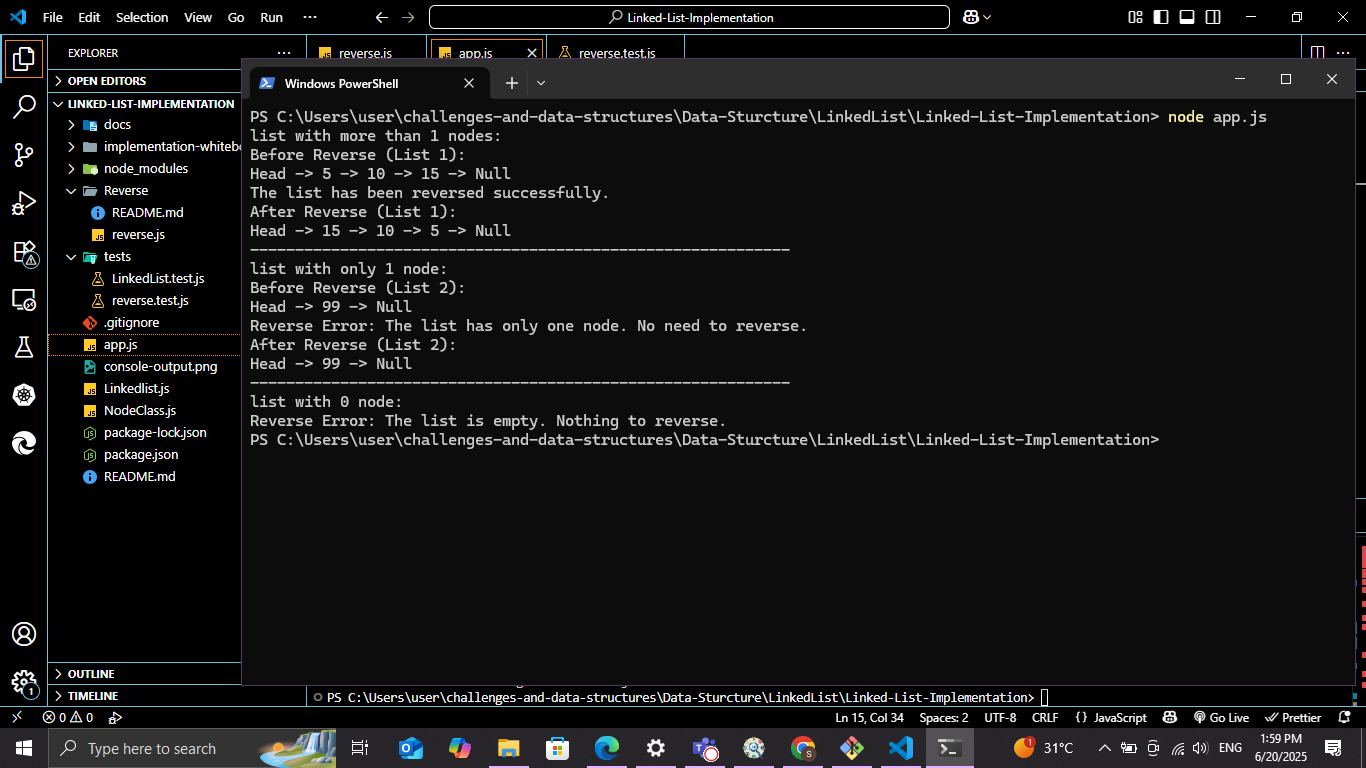 File Edit Selection View Go Run ···
Linked-List-Implementation
EXPLORER
reverse.js
app.js
reverse.test.js
OPEN EDITORS
LINKED-LIST-IMPLEMENTATION
docs
implementation-whitebo
node_modules
Reverse
README.md
reverse.js
tests
LinkedList.test.js
reverse.test.js
.gitignore
app.js
console-output.png
Linkedlist.js
NodeClass.js
package-lock.json
package.json
README.md
OUTLINE
TIMELINE
Windows PowerShell
PS C:\Users\user\challenges-and-data-structures\Data-Sturcture\LinkedList\Linked-List-Implementation> node app.js
list with more than 1 nodes:
Before Reverse (List 1):
Head -> 5 -> 10 -> 15 -> Null
The list has been reversed successfully.
After Reverse (List 1):
Head -> 15 -> 10 -> 5 -> Null
------------------------------------------------------------
list with only 1 node:
Before Reverse (List 2):
Head -> 99 -> Null
Reverse Error: The list has only one node. No need to reverse.
After Reverse (List 2):
Head -> 99 -> Null
------------------------------------------------------------
list with 0 node:
Reverse Error: The list is empty. Nothing to reverse.
PS C:\Users\user\challenges-and-data-structures\Data-Sturcture\LinkedList\Linked-List-Implementation>
PS C:\Users\user\challenges-and-data-structures\Data-Sturcture\LinkedList\Linked-List-Implementation>
1
0 0
Ln 15, Col 34 Spaces: 2 UTF-8 CRLF {} JavaScript Go Live Prettier
Type here to search
1 31°C ENG
1:59 PM
6/20/2025